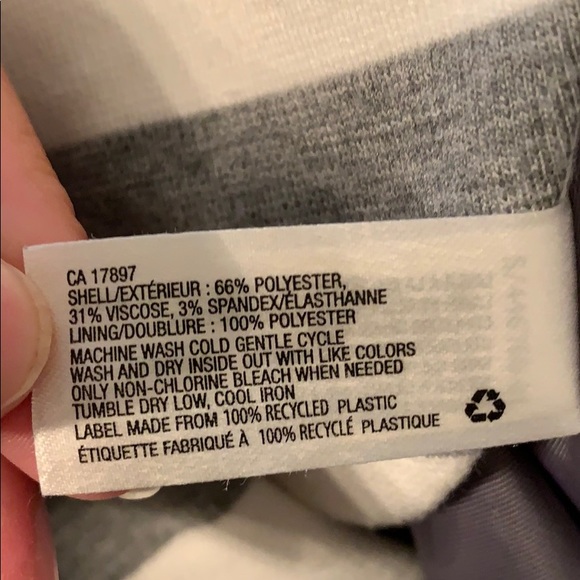 CA 17897
SHELL/EXTÉRIEUR : 66% POLYESTER,
31% VISCOSE, 3% SPANDEX/ÉLASTHANNE
LINING/DOUBLURE : 100% POLYESTER
MACHINE WASH COLD GENTLE CYCLE
WASH AND DRY INSIDE OUT WITH LIKE COLORS
ONLY NON-CHLORINE BLEACH WHEN NEEDED
TUMBLE DRY LOW, COOL IRON
LABEL MADE FROM 100% RECYCLED PLASTIC
ÉTIQUETTE FABRIQUÉ À 100% RECYCLÉ PLASTIQUE